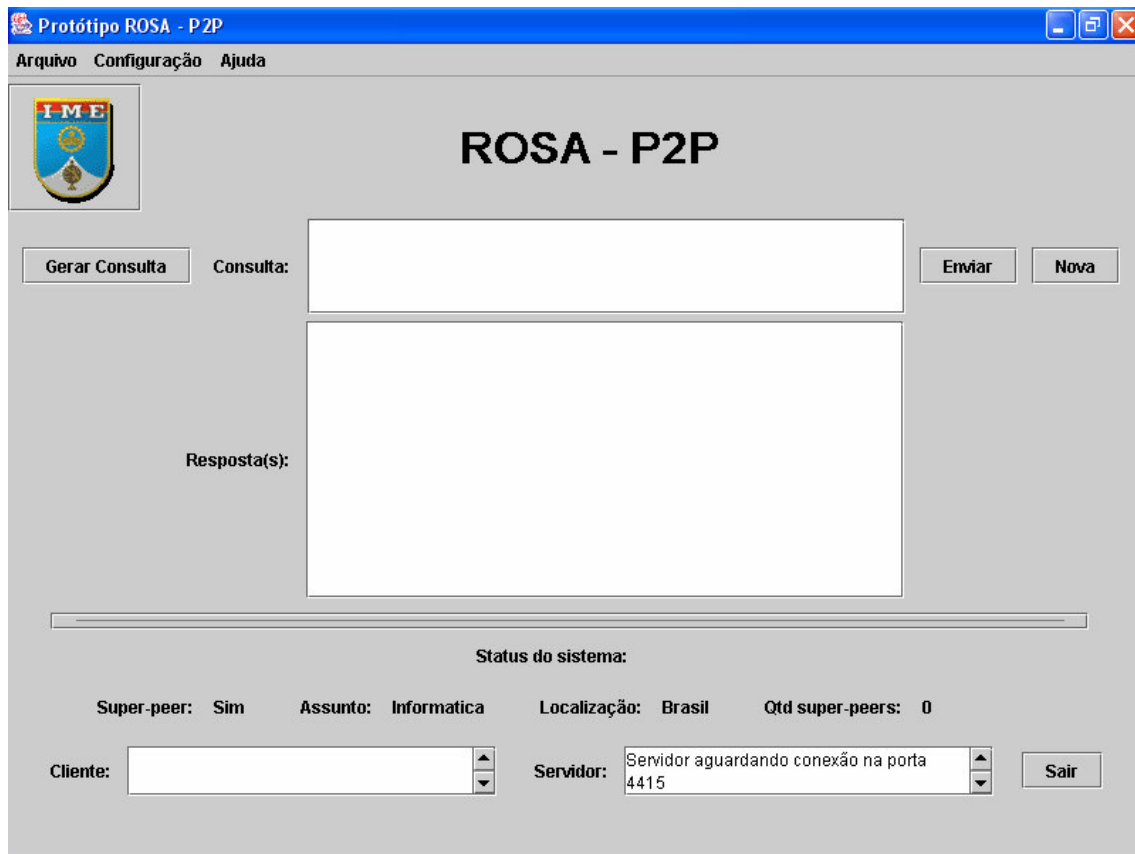 Protótipo ROSA - P2P
Arquivo Configuração Ajuda
I M E
ROSA - P2P
Gerar Consulta Consulta: Enviar Nova
Resposta(s):
Status do sistema:
Super-peer: Sim Assunto: Informatica Localização: Brasil Qtd super-peers: 0
Cliente: Servidor: Servidor aguardando conexão na porta
4415 Sair